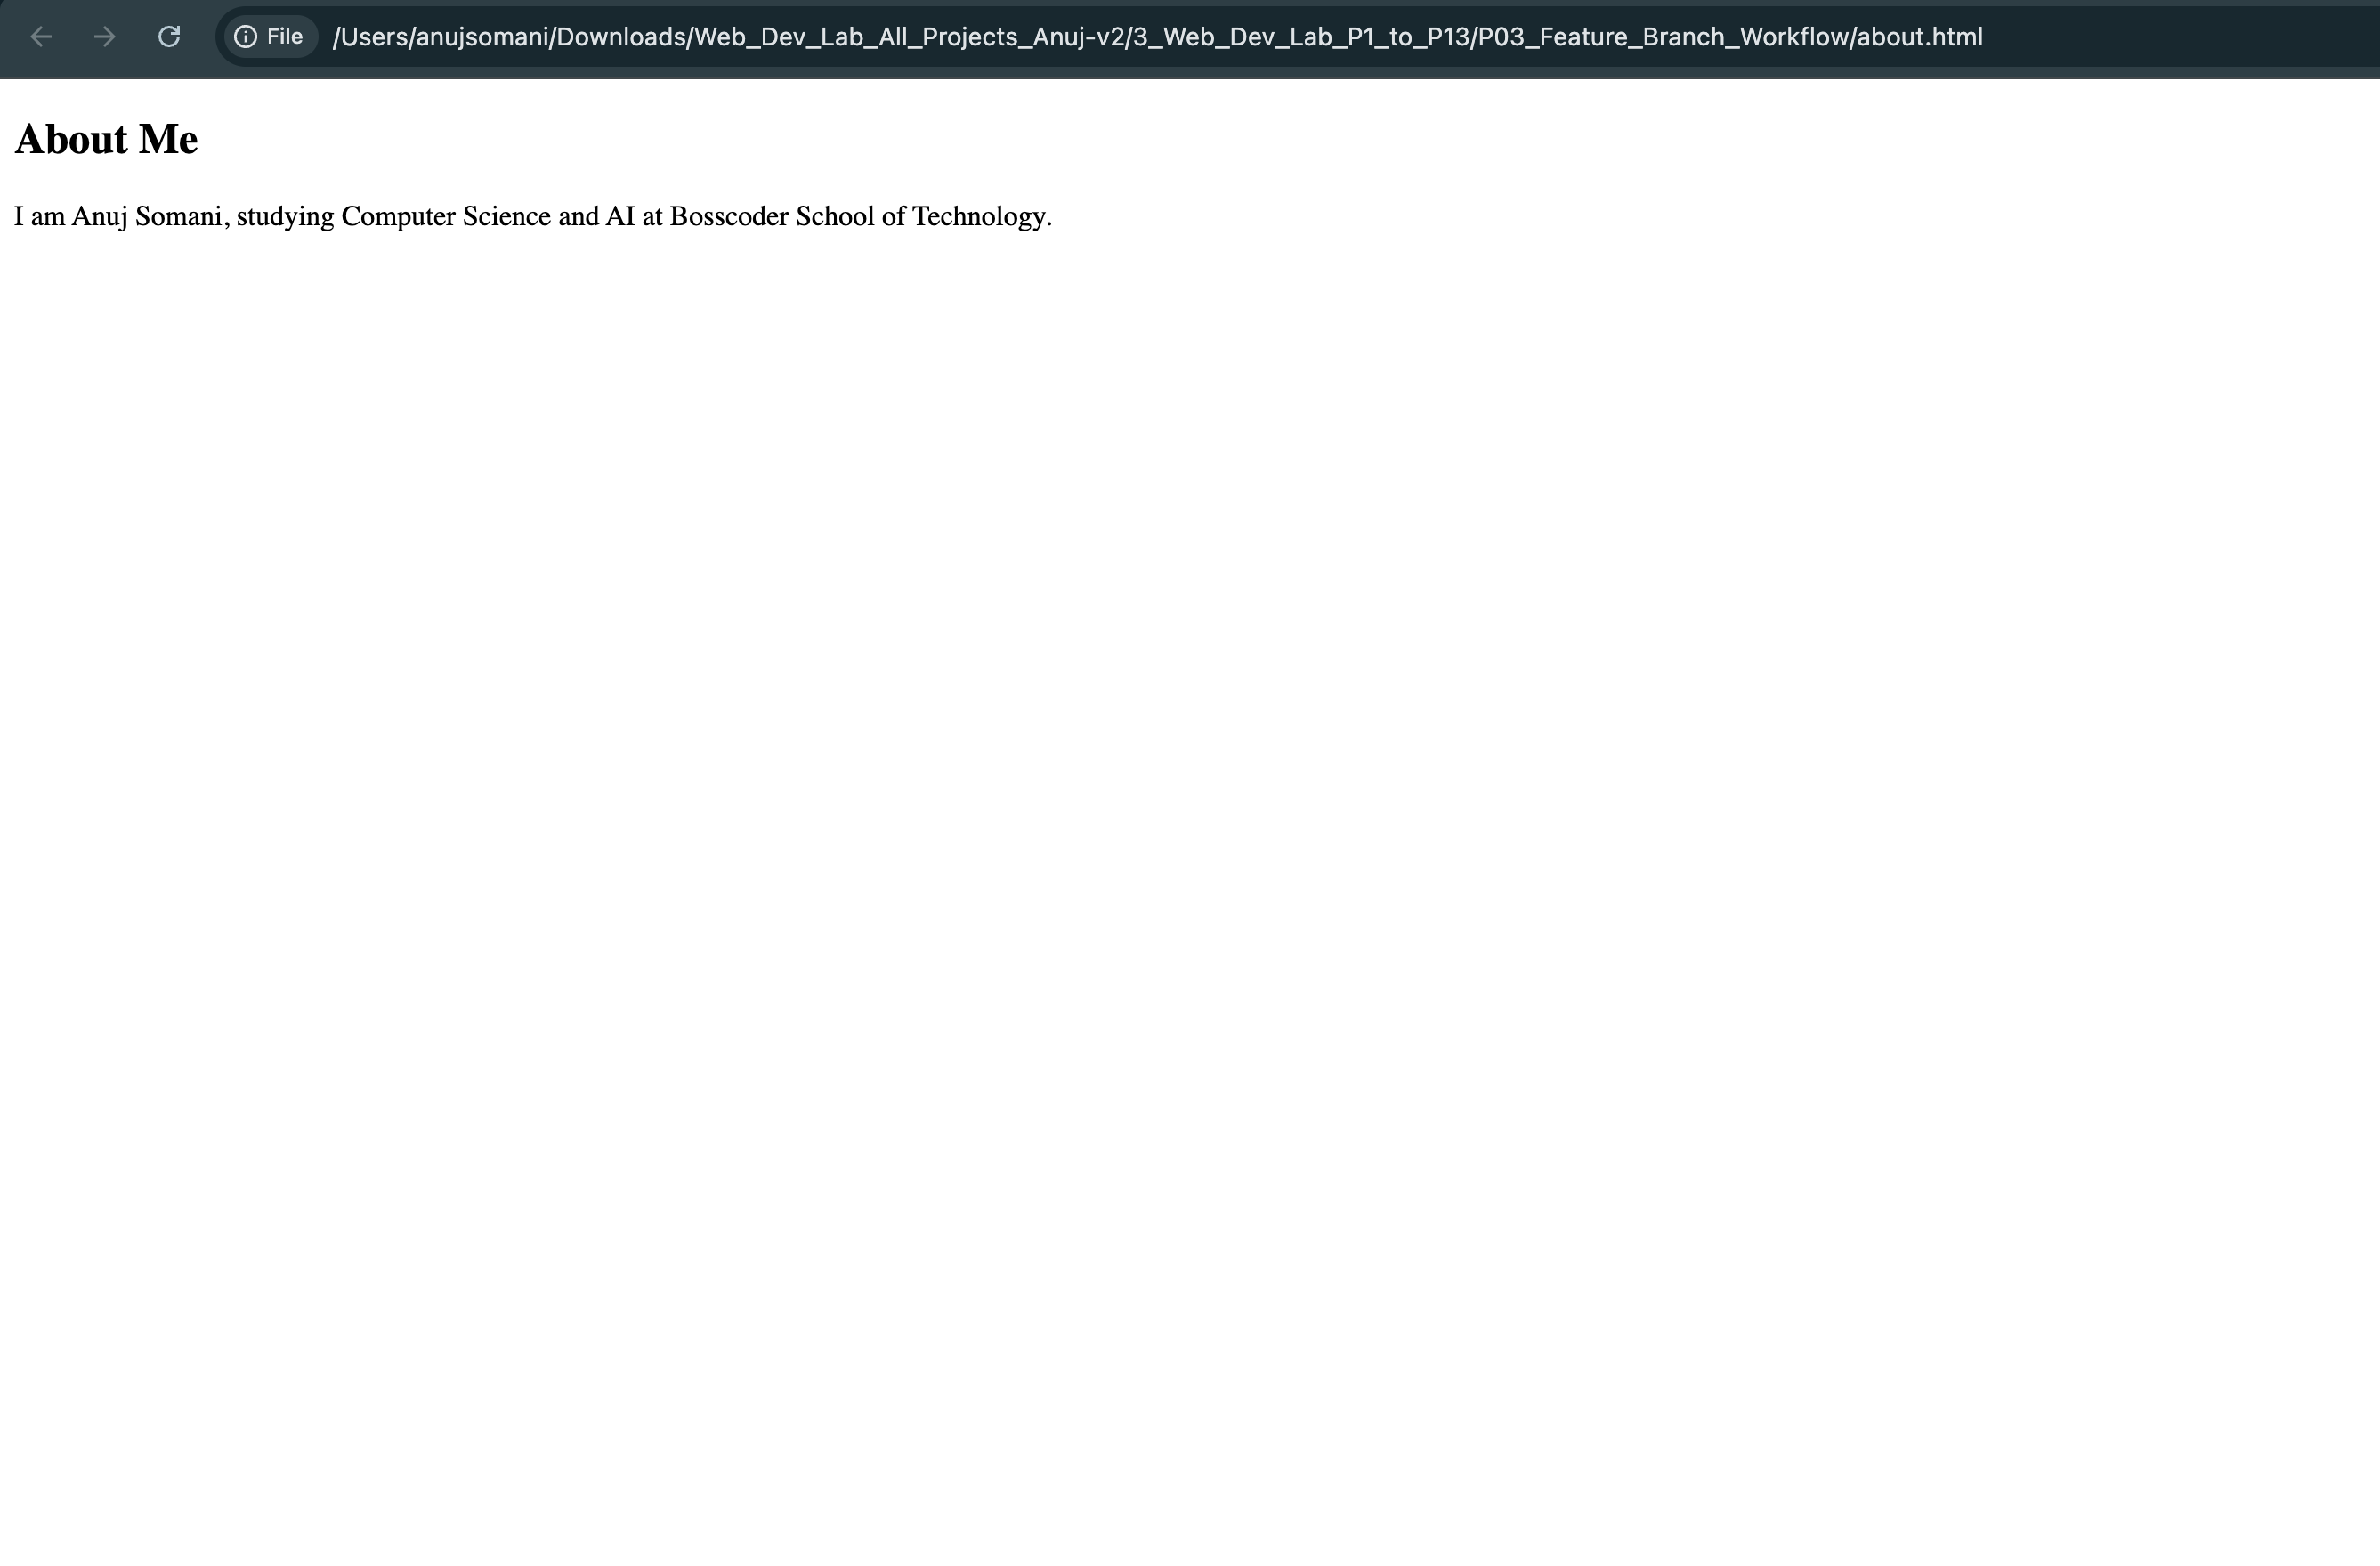 File /Users/anujsomani/Downloads/Web_Dev_Lab_All_Projects_Anuj-v2/3_Web_Dev_Lab_P1_to_P13/P03_Feature_Branch_Workflow/about.html
About Me
I am Anuj Somani, studying Computer Science and AI at Bosscoder School of Technology.